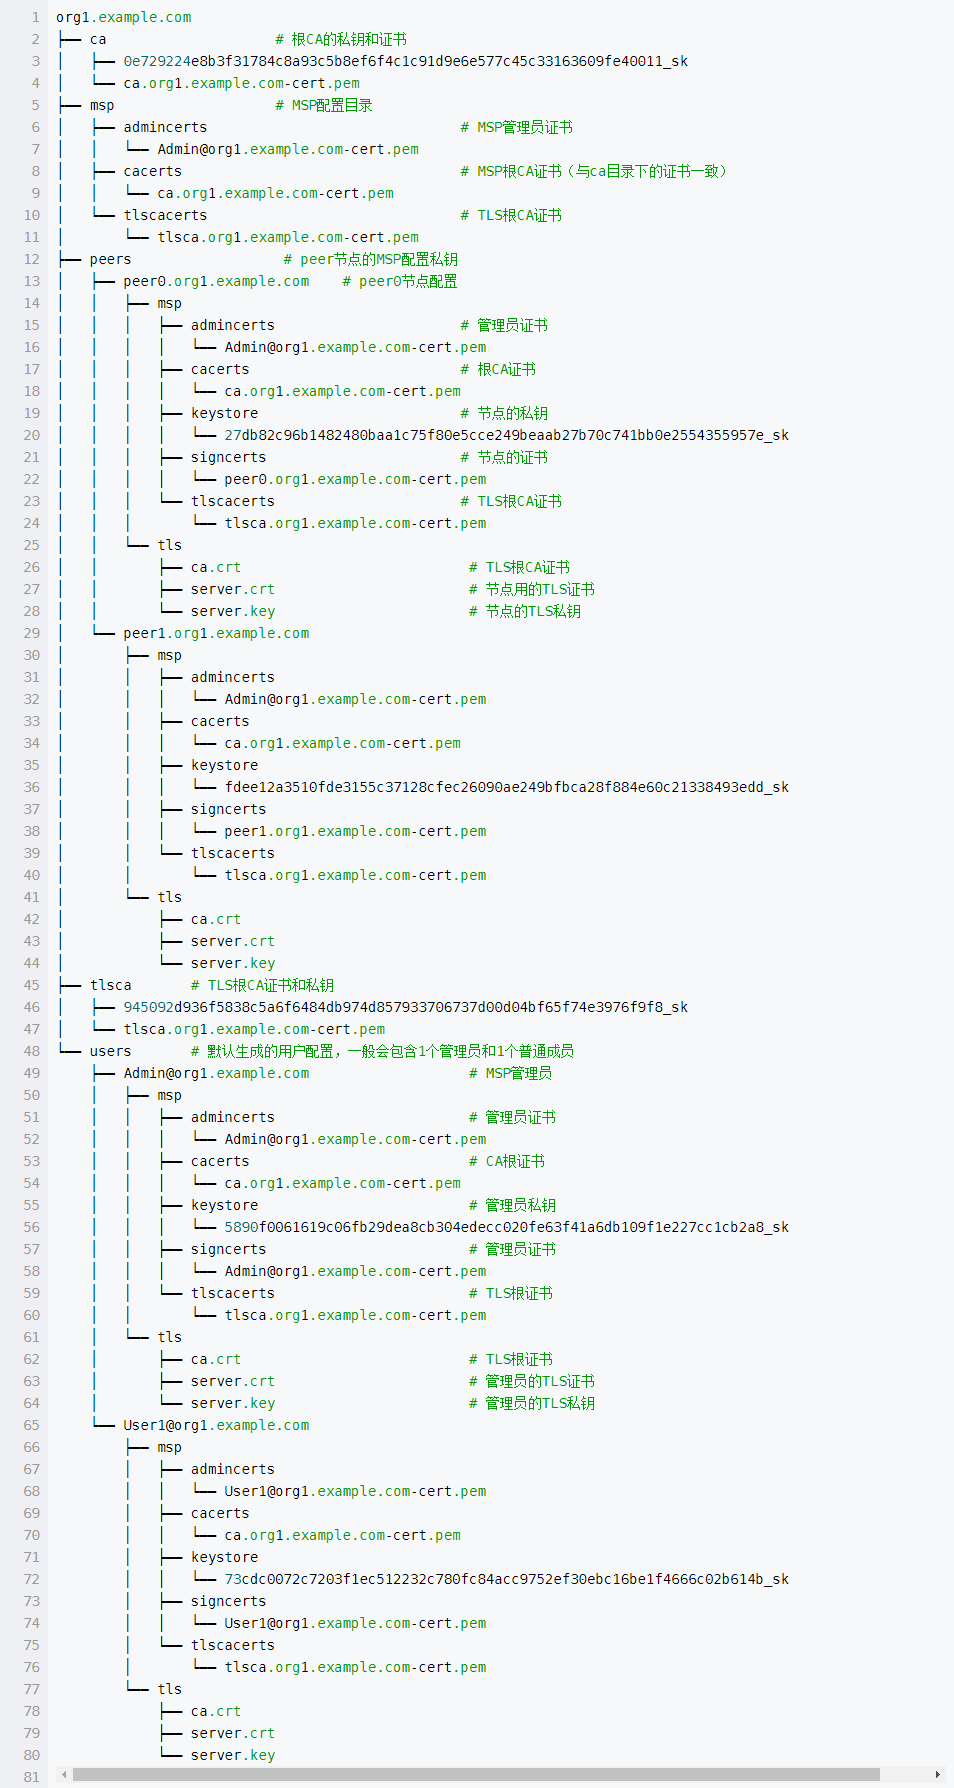 1 org1.example.com
2 ├── ca                    # 根CA的私钥和证书
3 │   ├── 0e729224e8b3f31784c8a93c5b8ef6f4c1c91d9e6e577c45c33163609fe40011_sk
4 │   └── ca.org1.example.com-cert.pem
5 ├── msp                   # MSP配置目录
6 │   ├── admincerts                              # MSP管理员证书
7 │   │   └── Admin@org1.example.com-cert.pem
8 │   ├── cacerts                                 # MSP根CA证书（与ca目录下的证书一致）
9 │   │   └── ca.org1.example.com-cert.pem
10 │   └── tlscacerts                              # TLS根CA证书
11 │       └── tlsca.org1.example.com-cert.pem
12 ├── peers                  # peer节点的MSP配置私钥
13 │   ├── peer0.org1.example.com    # peer0节点配置
14 │   │   ├── msp
15 │   │   │   ├── admincerts                      # 管理员证书
16 │   │   │   │   └── Admin@org1.example.com-cert.pem
17 │   │   │   ├── cacerts                         # 根CA证书
18 │   │   │   │   └── ca.org1.example.com-cert.pem
19 │   │   │   ├── keystore                        # 节点的私钥
20 │   │   │   │   └── 27db82c96b1482480baa1c75f80e5cce249beaab27b70c741bb0e2554355957e_sk
21 │   │   │   ├── signcerts                       # 节点的证书
22 │   │   │   │   └── peer0.org1.example.com-cert.pem
23 │   │   │   └── tlscacerts                      # TLS根CA证书
24 │   │   │       └── tlsca.org1.example.com-cert.pem
25 │   │   └── tls
26 │   │       ├── ca.crt                           # TLS根CA证书
27 │   │       ├── server.crt                       # 节点用的TLS证书
28 │   │       └── server.key                       # 节点的TLS私钥
29 │   └── peer1.org1.example.com
30 │       ├── msp
31 │       │   ├── admincerts
32 │       │   │   └── Admin@org1.example.com-cert.pem
33 │       │   ├── cacerts
34 │       │   │   └── ca.org1.example.com-cert.pem
35 │       │   ├── keystore
36 │       │   │   └── fdee12a3510fde3155c37128cfec26090ae249bfbca28f884e60c21338493edd_sk
37 │       │   ├── signcerts
38 │       │   │   └── peer1.org1.example.com-cert.pem
39 │       │   └── tlscacerts
40 │       │       └── tlsca.org1.example.com-cert.pem
41 │       └── tls
42 │           ├── ca.crt
43 │           ├── server.crt
44 │           └── server.key
45 ├── tlsca       # TLS根CA证书和私钥
46 │   ├── 945092d936f5838c5a6f6484db974d857933706737d00d04bf65f74e3976f9f8_sk
47 │   └── tlsca.org1.example.com-cert.pem
48 └── users       # 默认生成的用户配置，一般会包含1个管理员和1个普通成员
49     ├── Admin@org1.example.com                   # MSP管理员
50     │   ├── msp
51     │   │   ├── admincerts                       # 管理员证书
52     │   │   │   └── Admin@org1.example.com-cert.pem
53     │   │   ├── cacerts                          # CA根证书
54     │   │   │   └── ca.org1.example.com-cert.pem
55     │   │   ├── keystore                         # 管理员私钥
56     │   │   │   └── 5890f0061619c06fb29dea8cb304edecc020fe63f41a6db109f1e227cc1cb2a8_sk
57     │   │   ├── signcerts                        # 管理员证书
58     │   │   │   └── Admin@org1.example.com-cert.pem
59     │   │   └── tlscacerts                       # TLS根证书
60     │   │       └── tlsca.org1.example.com-cert.pem
61     │   └── tls
62     │       ├── ca.crt                           # TLS根证书
63     │       ├── server.crt                       # 管理员的TLS证书
64     │       └── server.key                       # 管理员的TLS私钥
65     └── User1@org1.example.com
66         ├── msp
67         │   ├── admincerts
68         │   │   └── User1@org1.example.com-cert.pem
69         │   ├── cacerts
70         │   │   └── ca.org1.example.com-cert.pem
71         │   ├── keystore
72         │   │   └── 73cdc0072c7203f1ec512232c780fc84acc9752ef30ebc16be1f4666c02b614b_sk
73         │   ├── signcerts
74         │   │   └── User1@org1.example.com-cert.pem
75         │   └── tlscacerts
76         │       └── tlsca.org1.example.com-cert.pem
77         └── tls
78             ├── ca.crt
79             ├── server.crt
80             └── server.key
81